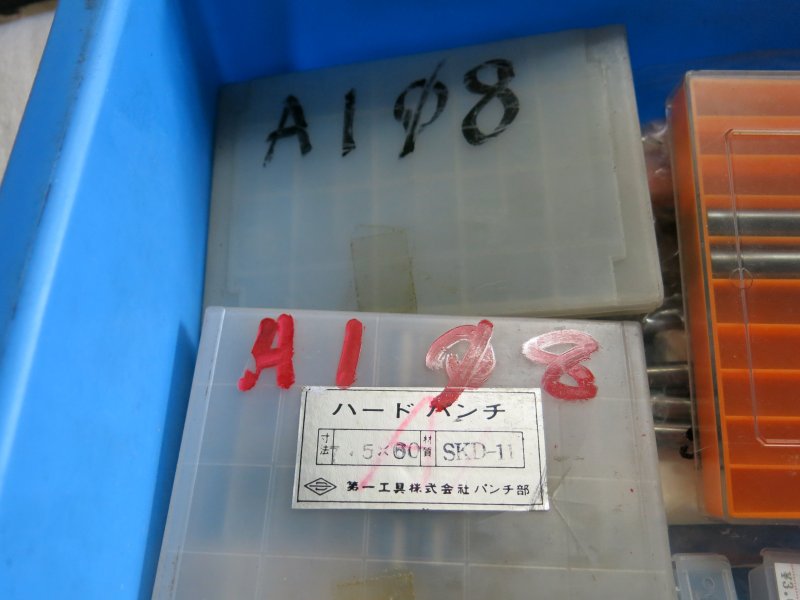 A1φ8
A1φ8
ハードパンチ
寸法 5×60 材質 SKD-11
第一工具株式会社パンチ部